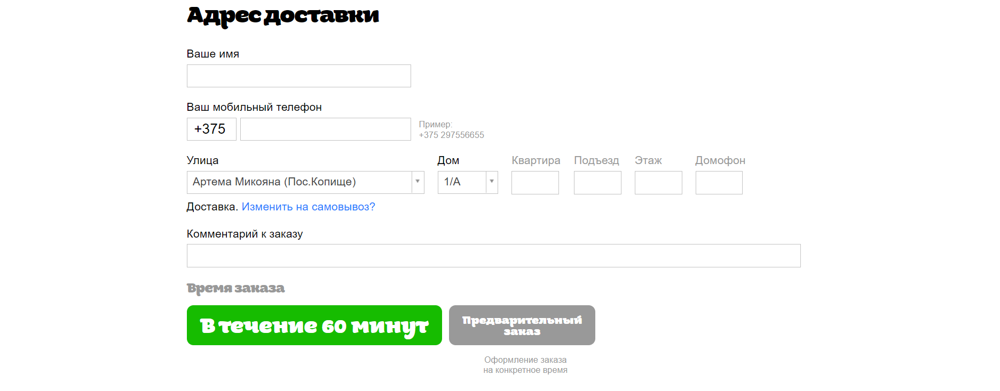 Адрес доставки
Ваше имя
Ваш мобильный телефон
+375
Пример:
+375 297556655
Улица Дом Квартира Подъезд Этаж Домофон
Артема Микояна (Пос.Копище) 1/А
Доставка. Изменить на самовывоз?
Комментарий к заказу
Время заказа
В течение 60 минут
Предварительный
заказ
Оформление заказа
на конкретное время